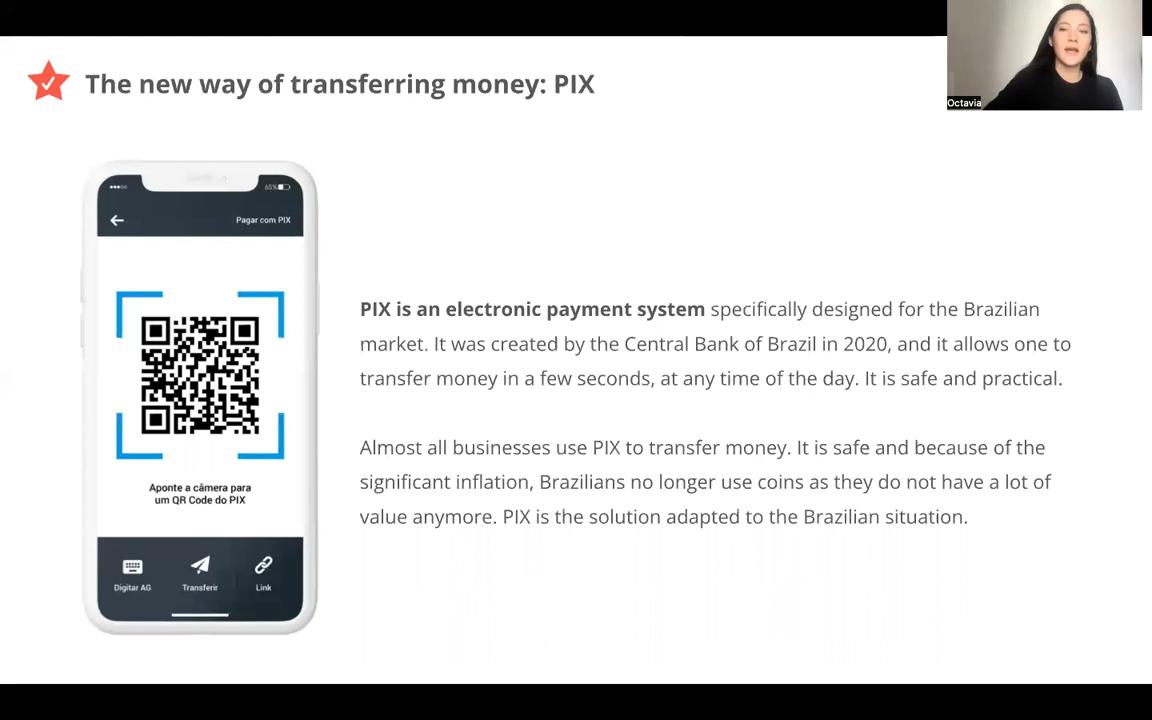 The new way of transferring money: PIX
Octavia
65%
Pagar com PIX
Aponte a câmera para
um QR Code do PIX
Digitar AG
Transferir
Link
PIX is an electronic payment system specifically designed for the Brazilian
market. It was created by the Central Bank of Brazil in 2020, and it allows one to
transfer money in a few seconds, at any time of the day. It is safe and practical.
Almost all businesses use PIX to transfer money. It is safe and because of the
significant inflation, Brazilians no longer use coins as they do not have a lot of
value anymore. PIX is the solution adapted to the Brazilian situation.